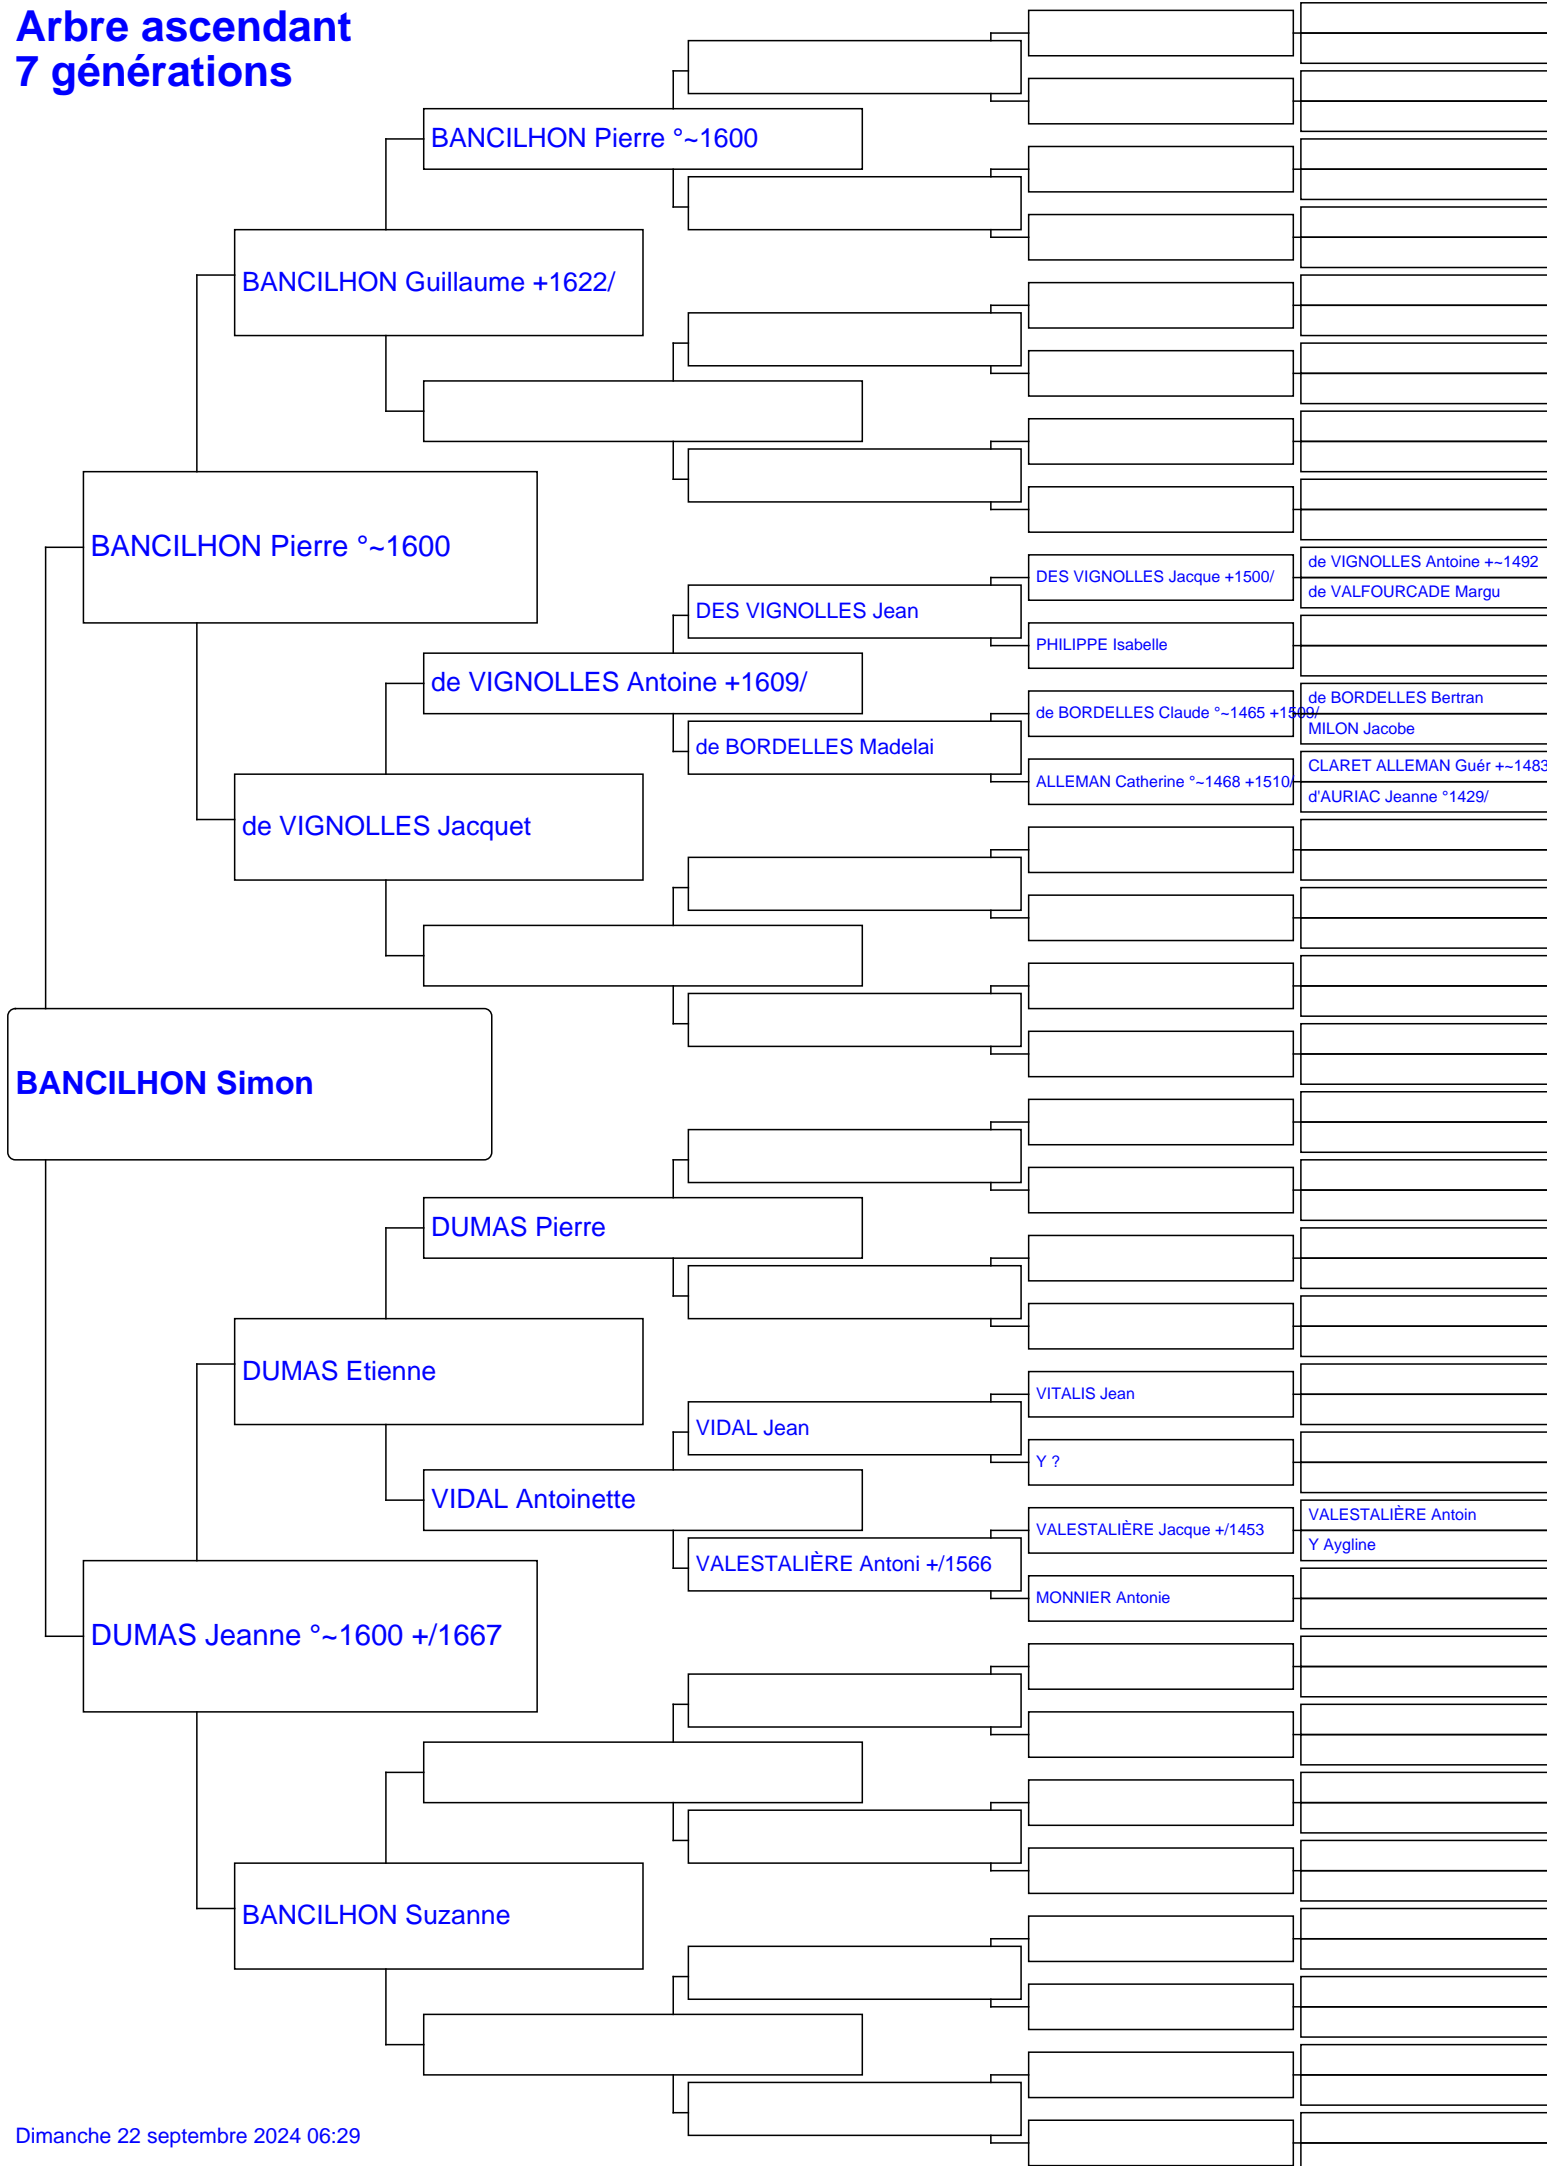 Arbre ascendant
7 générations
BANCILHON Pierre °~1600
BANCILHON Guillaume +1622/
BANCILHON Pierre °~1600
de VIGNOLLES Antoine +~1492
DES VIGNOLLES Jacque +1500/
de VALFOURCADE Margu
DES VIGNOLLES Jean
PHILIPPE Isabelle
de VIGNOLLES Antoine +1609/
de BORDELLES Bertran
de BORDELLES Claude °~1465 +1509/
MILON Jacobe
de BORDELLES Madelai
CLARET ALLEMAN Guér +~1483
ALLEMAN Catherine °~1468 +1510/
d'AURIAC Jeanne °1429/
de VIGNOLLES Jacquet
BANCILHON Simon
DUMAS Pierre
DUMAS Etienne
VITALIS Jean
VIDAL Jean
Y ?
VIDAL Antoinette
VALESTALIÈRE Antoin
VALESTALIÈRE Jacque +/1453
Y Aygline
VALESTALIÈRE Antoni +/1566
MONNIER Antonie
DUMAS Jeanne °~1600 +/1667
BANCILHON Suzanne
Dimanche 22 septembre 2024 06:29